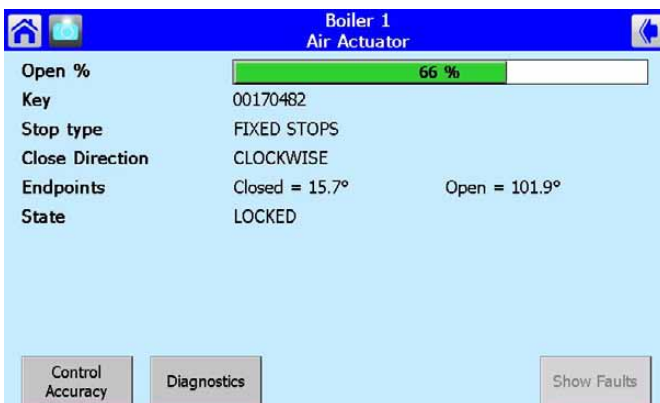 Boiler 1
Air Actuator
Open % 66 %
Key 00170482
Stop type FIXED STOPS
Close Direction CLOCKWISE
Endpoints Closed = 15.7° Open = 101.9°
State LOCKED
Control
Accuracy
Diagnostics
Show Faults